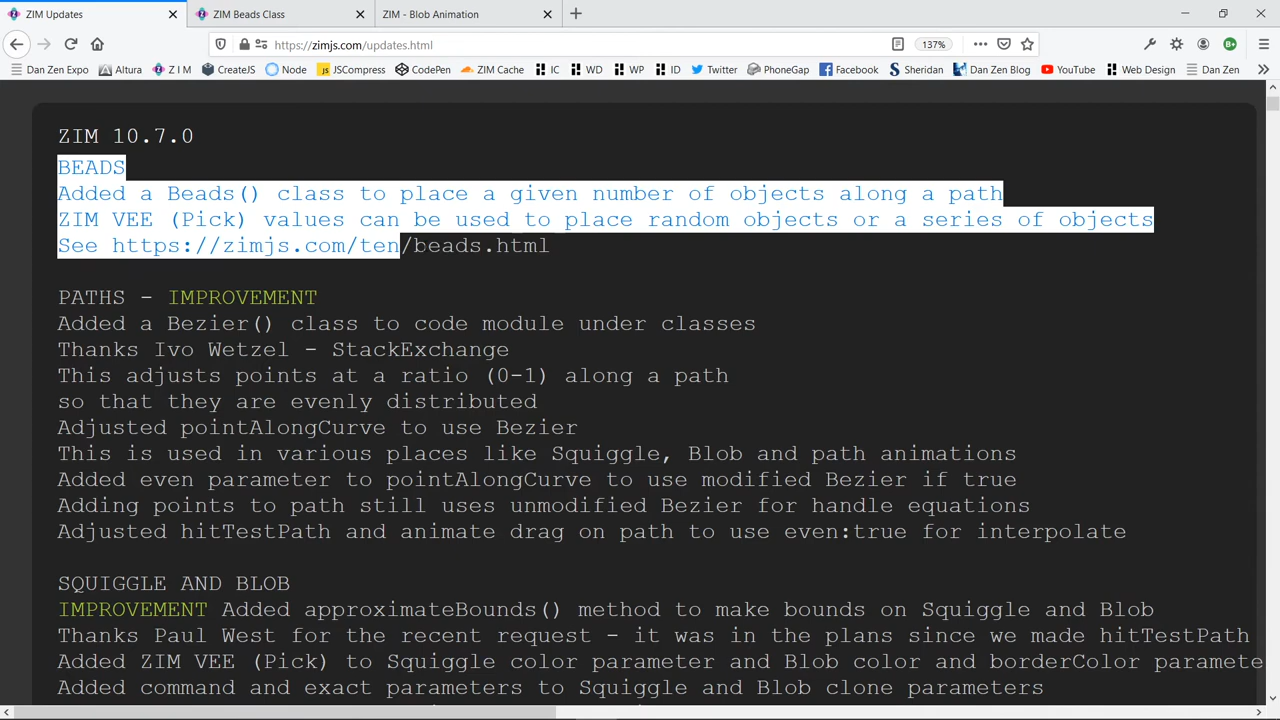 ZIM Updates
ZIM Beads Class
ZIM - Blob Animation
https://zimjs.com/updates.html
137%
Dan Zen Expo
Altura
Z I M
CreateJS
Node
JSCompress
CodePen
ZIM Cache
IC
WD
WP
ID
Twitter
PhoneGap
Facebook
Sheridan
Dan Zen Blog
YouTube
Web Design
Dan Zen
ZIM 10.7.0
BEADS
Added a Beads() class to place a given number of objects along a path
ZIM VEE (Pick) values can be used to place random objects or a series of objects
See https://zimjs.com/ten/beads.html
PATHS - IMPROVEMENT
Added a Bezier() class to code module under classes
Thanks Ivo Wetzel - StackExchange
This adjusts points at a ratio (0-1) along a path
so that they are evenly distributed
Adjusted pointAlongCurve to use Bezier
This is used in various places like Squiggle, Blob and path animations
Added even parameter to pointAlongCurve to use modified Bezier if true
Adding points to path still uses unmodified Bezier for handle equations
Adjusted hitTestPath and animate drag on path to use even:true for interpolate
SQUIGGLE AND BLOB
IMPROVEMENT Added approximateBounds() method to make bounds on Squiggle and Blob
Thanks Paul West for the recent request - it was in the plans since we made hitTestPath
Added ZIM VEE (Pick) to Squiggle color parameter and Blob color and borderColor paramete
Added command and exact parameters to Squiggle and Blob clone parameters